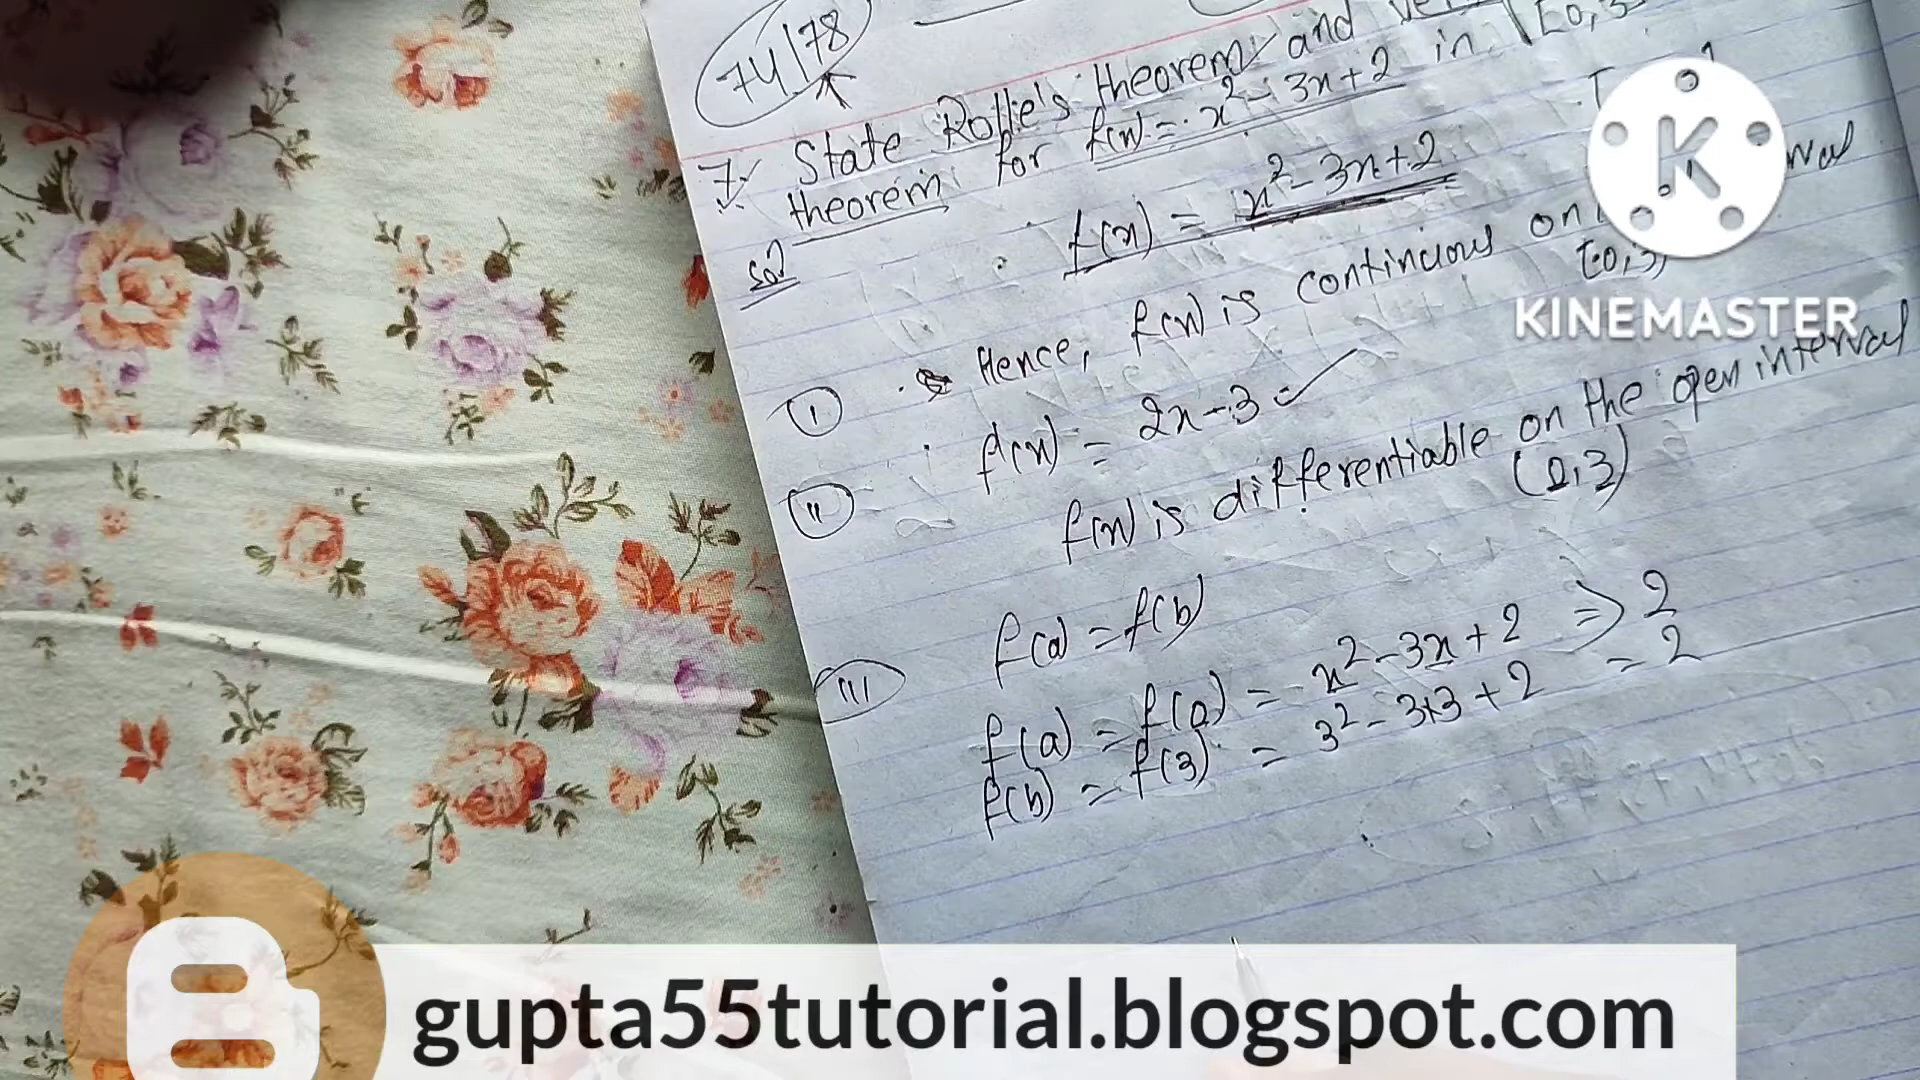 74/78
7. State Rolle's theorem and [0,3
theorem for f(x) = x² - 3x + 2 in
Sol
f(x) = x² - 3x + 2
(i) Hence, f(x) is continuous on
[0,3]
f'(x) = 2x - 3
(ii) f(x) is differentiable on the open interval
(0,3)
(iii) f(a) = f(b)
f(a) = f(0) = x² - 3x + 2 ⇒ 2
f(b) = f(3) = 3² - 3×3 + 2 = 2
KINEMASTER
gupta55tutorial.blogspot.com